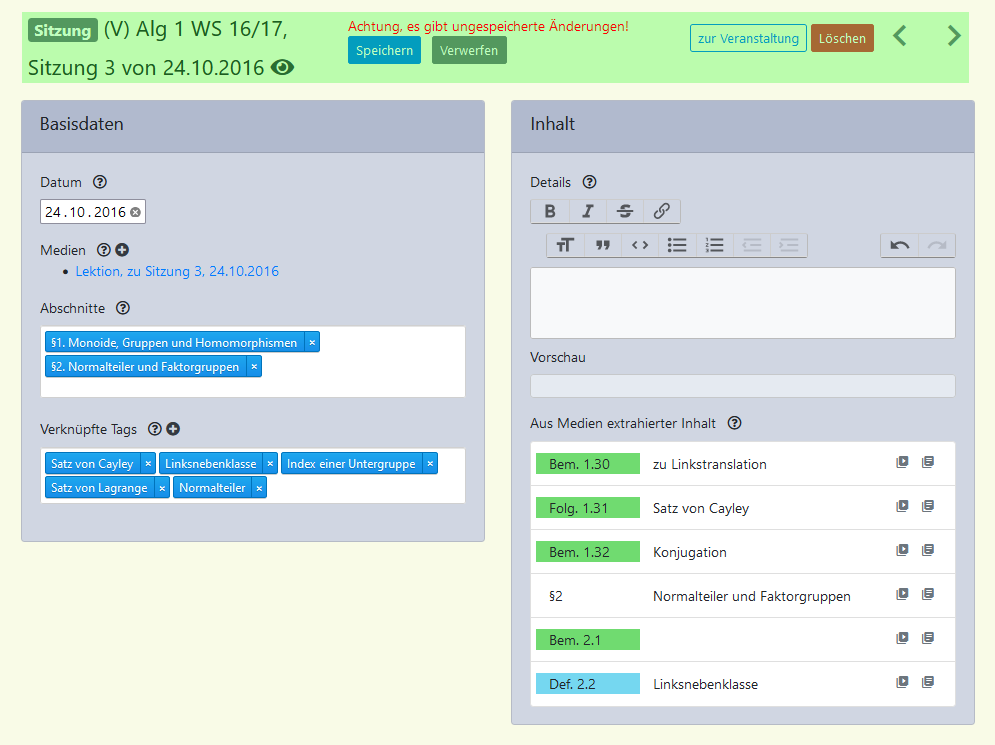 Sitzung (V) Alg 1 WS 16/17,
Sitzung 3 von 24.10.2016
Achtung, es gibt ungespeicherte Änderungen!
Speichern Verwerfen
zur Veranstaltung Löschen
Basisdaten
Datum
24.10.2016
Medien
Lektion, zu Sitzung 3, 24.10.2016
Abschnitte
§1. Monoide, Gruppen und Homomorphismen ×
§2. Normalteiler und Faktorgruppen ×
Verknüpfte Tags
Satz von Cayley × Linksnebenklasse × Index einer Untergruppe ×
Satz von Lagrange × Normalteiler ×
Inhalt
Details
Vorschau
Aus Medien extrahierter Inhalt
Bem. 1.30 zu Linkstranslation
Folg. 1.31 Satz von Cayley
Bem. 1.32 Konjugation
§2 Normalteiler und Faktorgruppen
Bem. 2.1
Def. 2.2 Linksnebenklasse